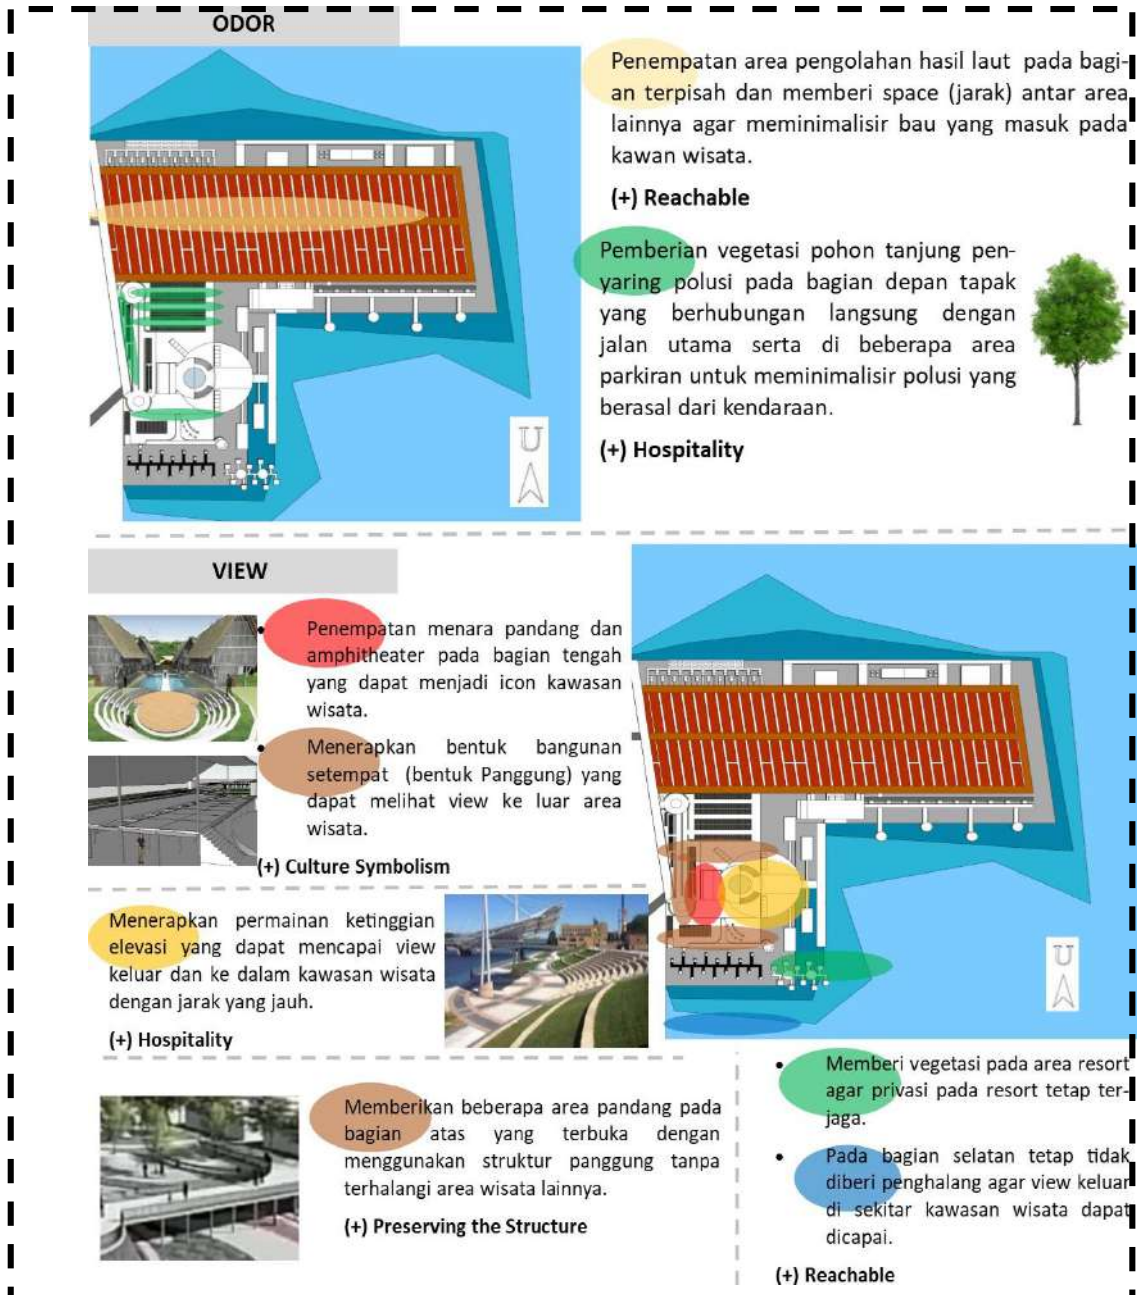 ODOR
Penempatan area pengolahan hasil laut pada bagi-
an terpisah dan memberi space (jarak) antar area
lainnya agar meminimalisir bau yang masuk pada
kawan wisata.
(+) Reachable
Pemberian vegetasi pohon tanjung pen-
yaring polusi pada bagian depan tapak
yang berhubungan langsung dengan
jalan utama serta di beberapa area
parkiran untuk meminimalisir polusi yang
berasal dari kendaraan.
(+) Hospitality
U
VIEW
• Penempatan menara pandang dan
amphitheater pada bagian tengah
yang dapat menjadi icon kawasan
wisata.
• Menerapkan bentuk bangunan
setempat (bentuk Panggung) yang
dapat melihat view ke luar area
wisata.
(+) Culture Symbolism
Menerapkan permainan ketinggian
elevasi yang dapat mencapai view
keluar dan ke dalam kawasan wisata
dengan jarak yang jauh.
(+) Hospitality
U
Memberikan beberapa area pandang pada
bagian atas yang terbuka dengan
menggunakan struktur panggung tanpa
terhalangi area wisata lainnya.
(+) Preserving the Structure
• Memberi vegetasi pada area resort
agar privasi pada resort tetap ter-
jaga.
• Pada bagian selatan tetap tidak
diberi penghalang agar view keluar
di sekitar kawasan wisata dapat
dicapai.
(+) Reachable